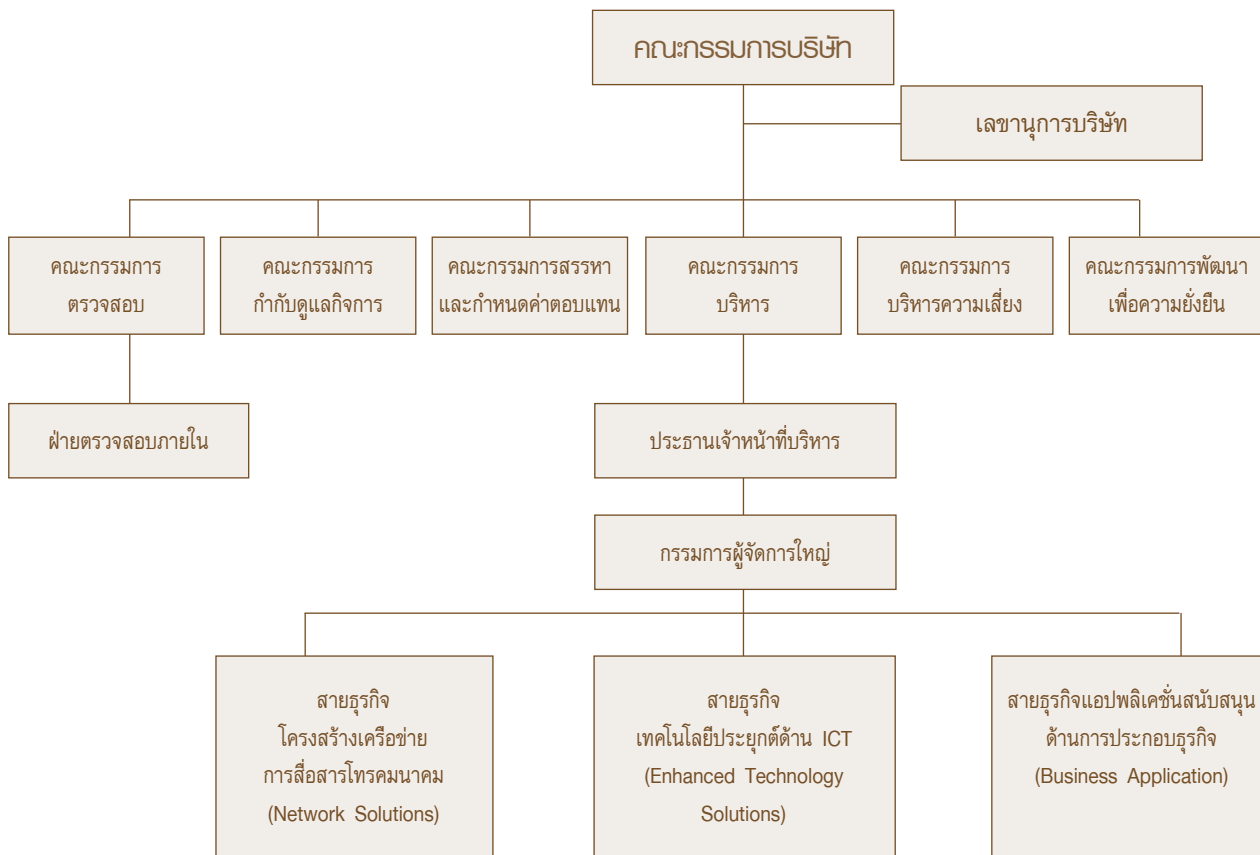 คณะกรรมการบริษัท
เลขานุการบริษัท
คณะกรรมการ
ตรวจสอบ
คณะกรรมการ
กำกับดูแลกิจการ
คณะกรรมการสรรหา
และกำหนดค่าตอบแทน
คณะกรรมการ
บริหาร
คณะกรรมการ
บริหารความเสี่ยง
คณะกรรมการพัฒนา
เพื่อความยั่งยืน
ฝ่ายตรวจสอบภายใน
ประธานเจ้าหน้าที่บริหาร
กรรมการผู้จัดการใหญ่
สายธุรกิจ
โครงสร้างเครือข่าย
การสื่อสารโทรคมนาคม
(Network Solutions)
สายธุรกิจ
เทคโนโลยีประยุกต์ด้าน ICT
(Enhanced Technology
Solutions)
สายธุรกิจแอปพลิเคชั่นสนับสนุน
ด้านการประกอบธุรกิจ
(Business Application)